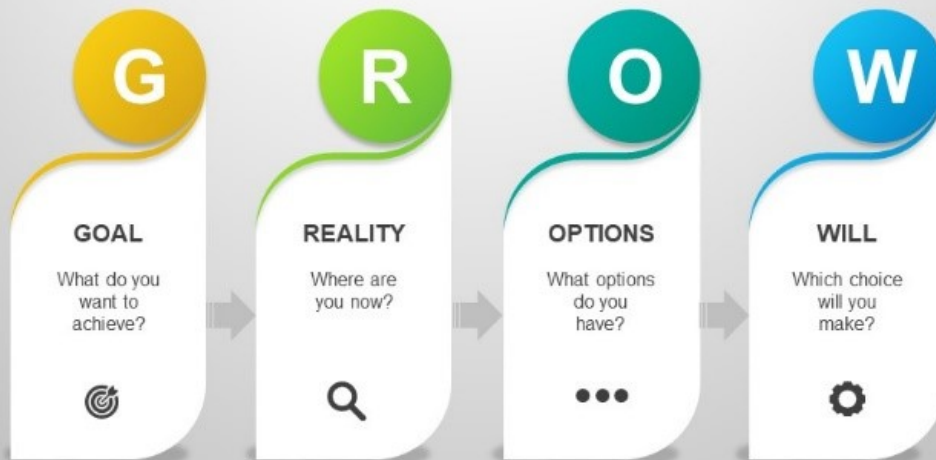 G
GOAL
What do you
want to
achieve?
R
REALITY
Where are
you now?
O
OPTIONS
What options
do you
have?
W
WILL
Which choice
will you
make?